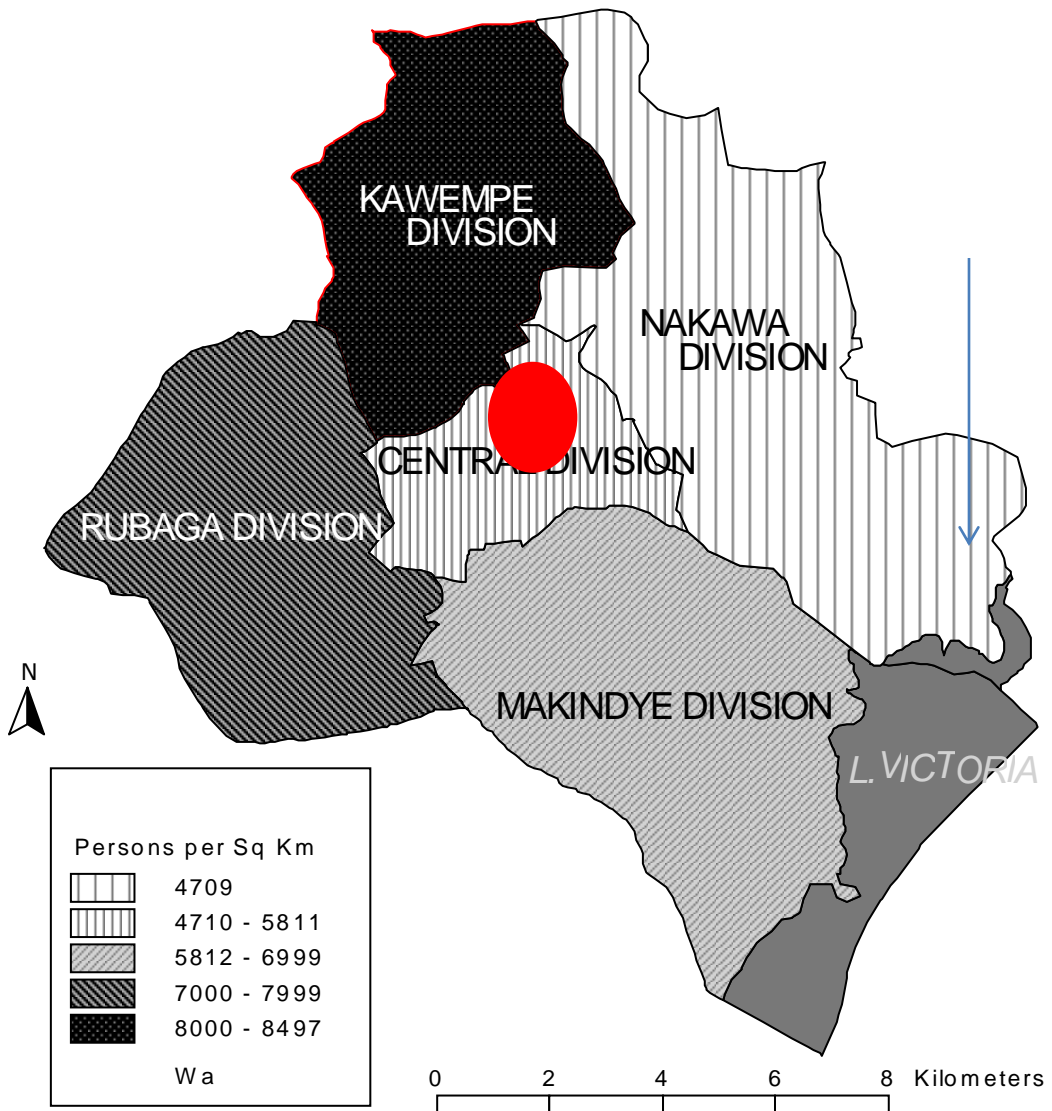 KAWEMPE
DIVISION
NAKAWA
DIVISION
CENTRAL DIVISION
RUBAGA DIVISION
N
MAKINDYE DIVISION
L. VICTORIA
Persons per Sq Km
4709
4710 - 5811
5812 - 6999
7000 - 7999
8000 - 8497
Wa
0 2 4 6 8 Kilometers